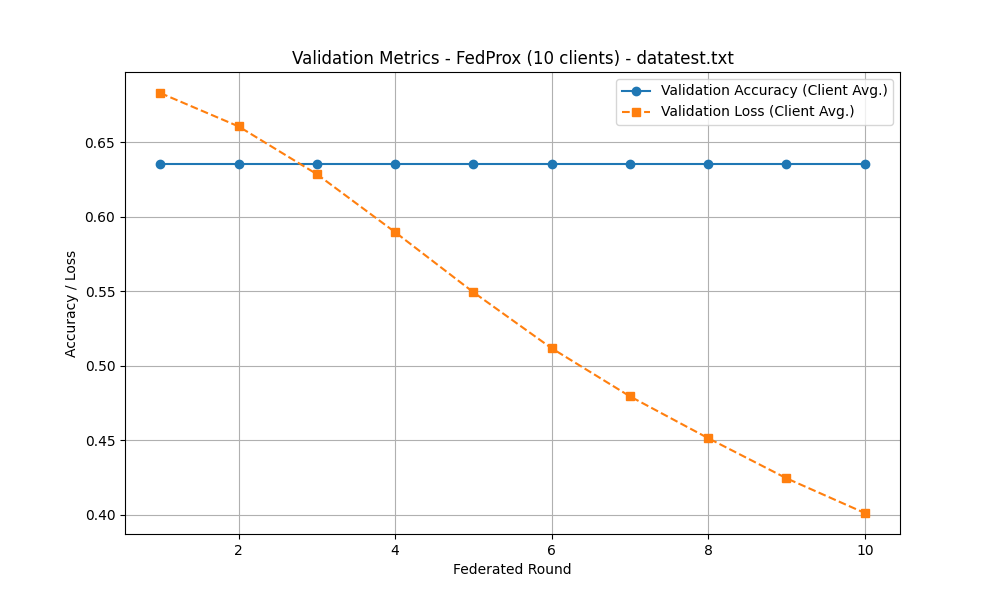 Validation Metrics - FedProx (10 clients) - datatest.txt
Validation Accuracy (Client Avg.)
Validation Loss (Client Avg.)
Accuracy / Loss
0.65
0.60
0.55
0.50
0.45
0.40
2 4 6 8 10
Federated Round